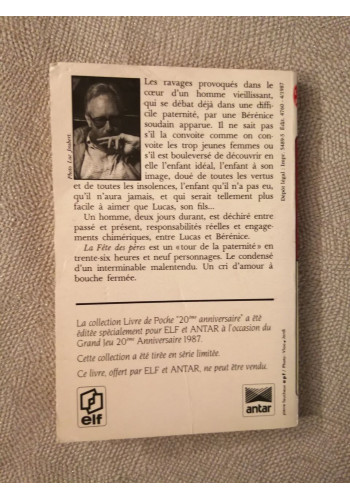 Les ravages provoqués dans le
cœur d'un homme vieillissant,
qui se débat déjà dans une diffi-
cile paternité, par une Bérénice
soudain apparue. Il ne sait pas
s'il la convoite comme on con-
voite les trop jeunes femmes ou
s'il est bouleversé de découvrir en
elle l'enfant idéal, l'enfant à son
image, doué de toutes les vertus
et de toutes les insolences, l'enfant qu'il n'a pas eu,
qu'il n'aura jamais, et qui serait tellement plus
facile à aimer que Lucas, son fils...
Un homme, deux jours durant, est déchiré entre
passé et présent, responsabilités réelles et engage-
ments chimériques, entre Lucas et Bérénice.
La Fête des pères est un « tour de la paternité » en
trente-six heures et neuf personnages. Le condensé
d'un interminable malentendu. Un cri d'amour à
bouche fermée.
La collection Livre de Poche "20ème anniversaire" a été
éditée spécialement pour ELF et ANTAR à l'occasion du
Grand Jeu 20ème Anniversaire 1987.
Cette collection a été tirée en série limitée.
Ce livre, offert par ELF et ANTAR, ne peut être vendu.
elf
antar
Dépôt légal